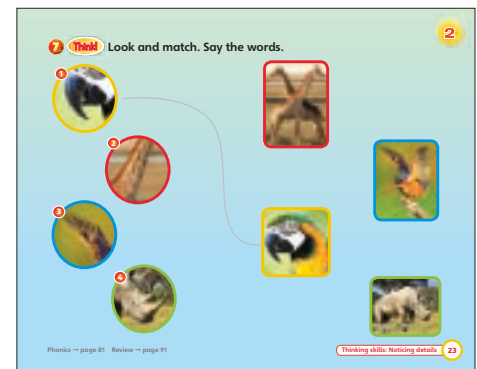 2
7 Think! Look and match. Say the words.
1
2
3
4
Phonics → page 81 Review → page 91
Thinking skills: Noticing details 23